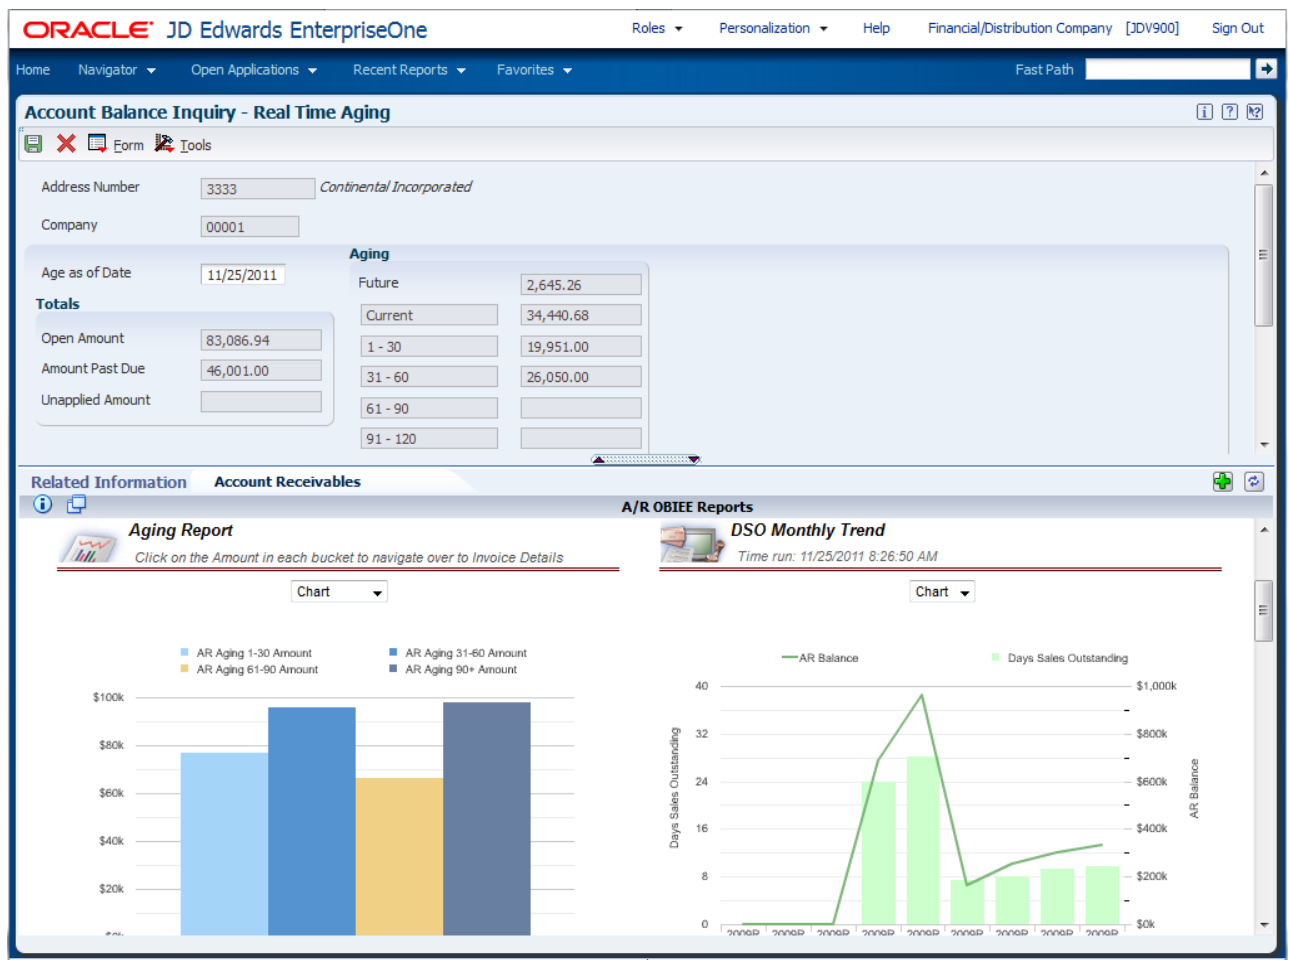 ORACLE JD Edwards EnterpriseOne Roles Personalization Help Financial/Distribution Company [JDV900] Sign Out
Home Navigator Open Applications Recent Reports Favorites Fast Path
Account Balance Inquiry - Real Time Aging
Form Tools
Address Number 3333 Continental Incorporated
Company 00001
Aging
Age as of Date 11/25/2011
Future 2,645.26
Totals
Current 34,440.68
Open Amount 83,086.94
1 - 30 19,951.00
Amount Past Due 46,001.00
31 - 60 26,050.00
Unapplied Amount
61 - 90
91 - 120
Related Information Account Receivables
A/R OBIEE Reports
Aging Report
Click on the Amount in each bucket to navigate over to Invoice Details
Chart
AR Aging 1-30 Amount AR Aging 31-60 Amount
AR Aging 61-90 Amount AR Aging 90+ Amount
$100k
$80k
$60k
$40k
$20k
DSO Monthly Trend
Time run: 11/25/2011 8:26:50 AM
Chart
AR Balance Days Sales Outstanding
40 $1,000k
32 $800k
24 $600k
16 $400k
8 $200k
0 $0k
Days Sales Outstanding
AR Balance